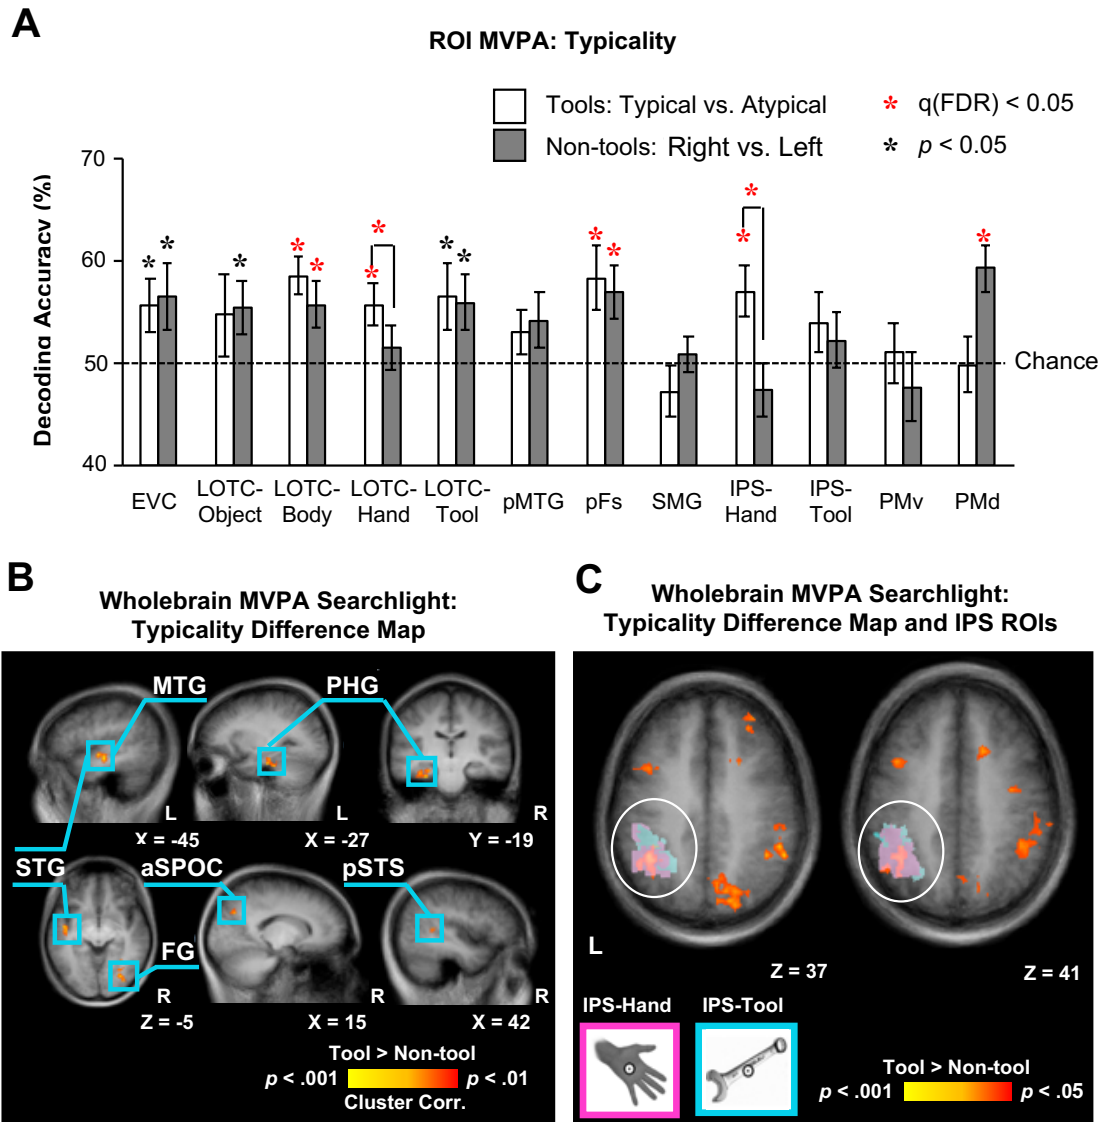 A
ROI MVPA: Typicality
Tools: Typical vs. Atypical
* q(FDR) < 0.05
Non-tools: Right vs. Left
* p < 0.05
Decoding Accuracy (%)
70
60
50
40
Chance
EVC
LOTC-
Object
LOTC-
Body
LOTC-
Hand
LOTC-
Tool
pMTG
pFs
SMG
IPS-
Hand
IPS-
Tool
PMv
PMd
B
Wholebrain MVPA Searchlight:
Typicality Difference Map
MTG
PHG
L
X = -45
L
X = -27
R
Y = -19
STG
aSPOC
pSTS
FG
R
Z = -5
R
X = 15
R
X = 42
Tool > Non-tool
p < .001
p < .01
Cluster Corr.
C
Wholebrain MVPA Searchlight:
Typicality Difference Map and IPS ROIs
L
Z = 37
Z = 41
IPS-Hand
IPS-Tool
Tool > Non-tool
p < .001
p < .05